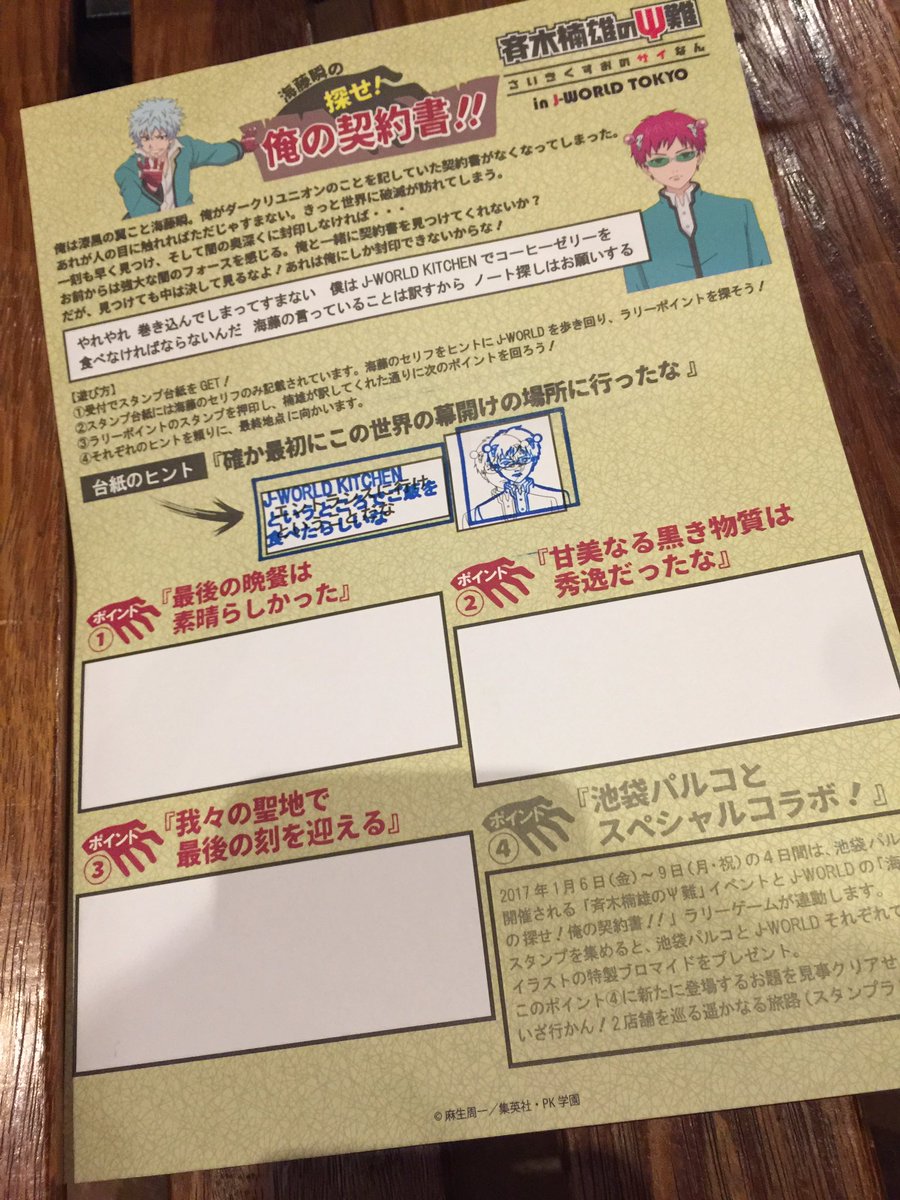 斉木楠雄のΨ難
さいきくすおのサイなん
in J-WORLD TOKYO
海藤瞬の
探せ!
俺の契約書!!
俺は漆黒の翼こと海藤瞬。俺がダークリユニオンのことを記していた契約書がなくなってしまった。
あれが人の目に触れればただじゃすまない。きっと世界に破滅が訪れてしまう。
一刻も早く見つけ、そして闇の奥深くに封印しなければ・・・
お前からは強大な闇のフォースを感じる。俺と一緒に契約書を見つけてくれないか?
だが、見つけても中は決して見るなよ!あれは俺にしか封印できないからな!
やれやれ 巻き込んでしまってすまない 僕はJ-WORLD KITCHENでコーヒーゼリーを
食べなければならないんだ 海藤の言っていることは訳すから ノート探しはお願いする
【遊び方】
①受付でスタンプ台紙をGET!
②スタンプ台紙には海藤のセリフのみ記載されています。海藤のセリフをヒントにJ-WORLDを歩き回り、ラリーポイントを探そう!
③ラリーポイントのスタンプを押印し、楠雄が訳してくれた通りに次のポイントを回ろう!
④それぞれのヒントを頼りに、最終地点に向かいます。
台紙のヒント
『確か最初にこの世界の幕開けの場所に行ったな』
J-WORLD KITCHEN
というところでご飯を
食べたらしいな
ポイント①
『最後の晩餐は
素晴らしかった』
ポイント②
『甘美なる黒き物質は
秀逸だったな』
ポイント③
『我々の聖地で
最後の刻を迎える』
ポイント④
『池袋パルコと
スペシャルコラボ!』
2017年1月6日(金)~9日(月・祝)の4日間は、池袋パル
開催される「斉木楠雄のΨ難」イベントとJ-WORLDの「海
の探せ!俺の契約書!!」ラリーゲームが連動します。
スタンプを集めると、池袋パルコとJ-WORLDそれぞれで
イラストの特製ブロマイドをプレゼント。
このポイント④に新たに登場するお題を見事クリアせ
いざ行かん!2店舗を巡る遥かなる旅路(スタンプラ
©麻生周一/集英社・PK学園